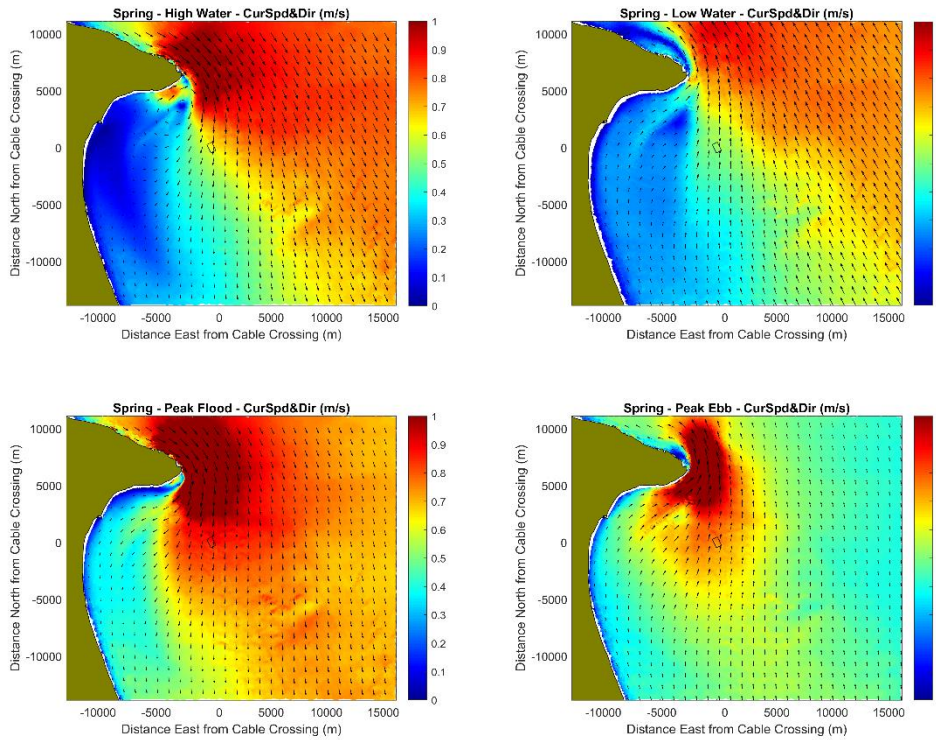 Spring - High Water - CurSpd&Dir (m/s)
Distance North from Cable Crossing (m)
10000
5000
0
-5000
-10000
-10000 -5000 0 5000 10000 15000
Distance East from Cable Crossing (m)
1
0.9
0.8
0.7
0.6
0.5
0.4
0.3
0.2
0.1
0
Spring - Low Water - CurSpd&Dir (m/s)
Distance North from Cable Crossing (m)
10000
5000
0
-5000
-10000
-10000 -5000 0 5000 10000 15000
Distance East from Cable Crossing (m)
Spring - Peak Flood - CurSpd&Dir (m/s)
Distance North from Cable Crossing (m)
10000
5000
0
-5000
-10000
-10000 -5000 0 5000 10000 15000
Distance East from Cable Crossing (m)
1
0.9
0.8
0.7
0.6
0.5
0.4
0.3
0.2
0.1
0
Spring - Peak Ebb - CurSpd&Dir (m/s)
Distance North from Cable Crossing (m)
10000
5000
0
-5000
-10000
-10000 -5000 0 5000 10000 15000
Distance East from Cable Crossing (m)